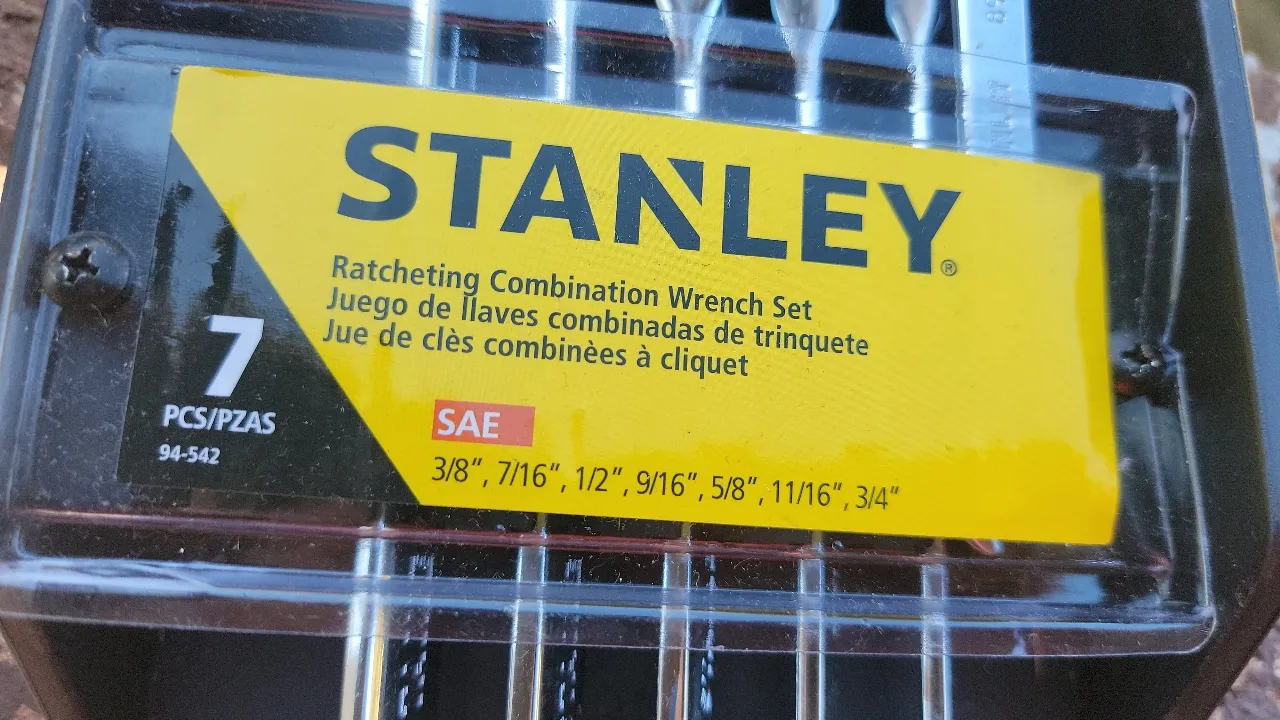 STANLEY®
Ratcheting Combination Wrench Set
Juego de llaves combinadas de trinquete
Jue de clès combinèes à cliquet
7
PCS/PZAS
94-542
SAE
3/8", 7/16", 1/2", 9/16", 5/8", 11/16", 3/4"